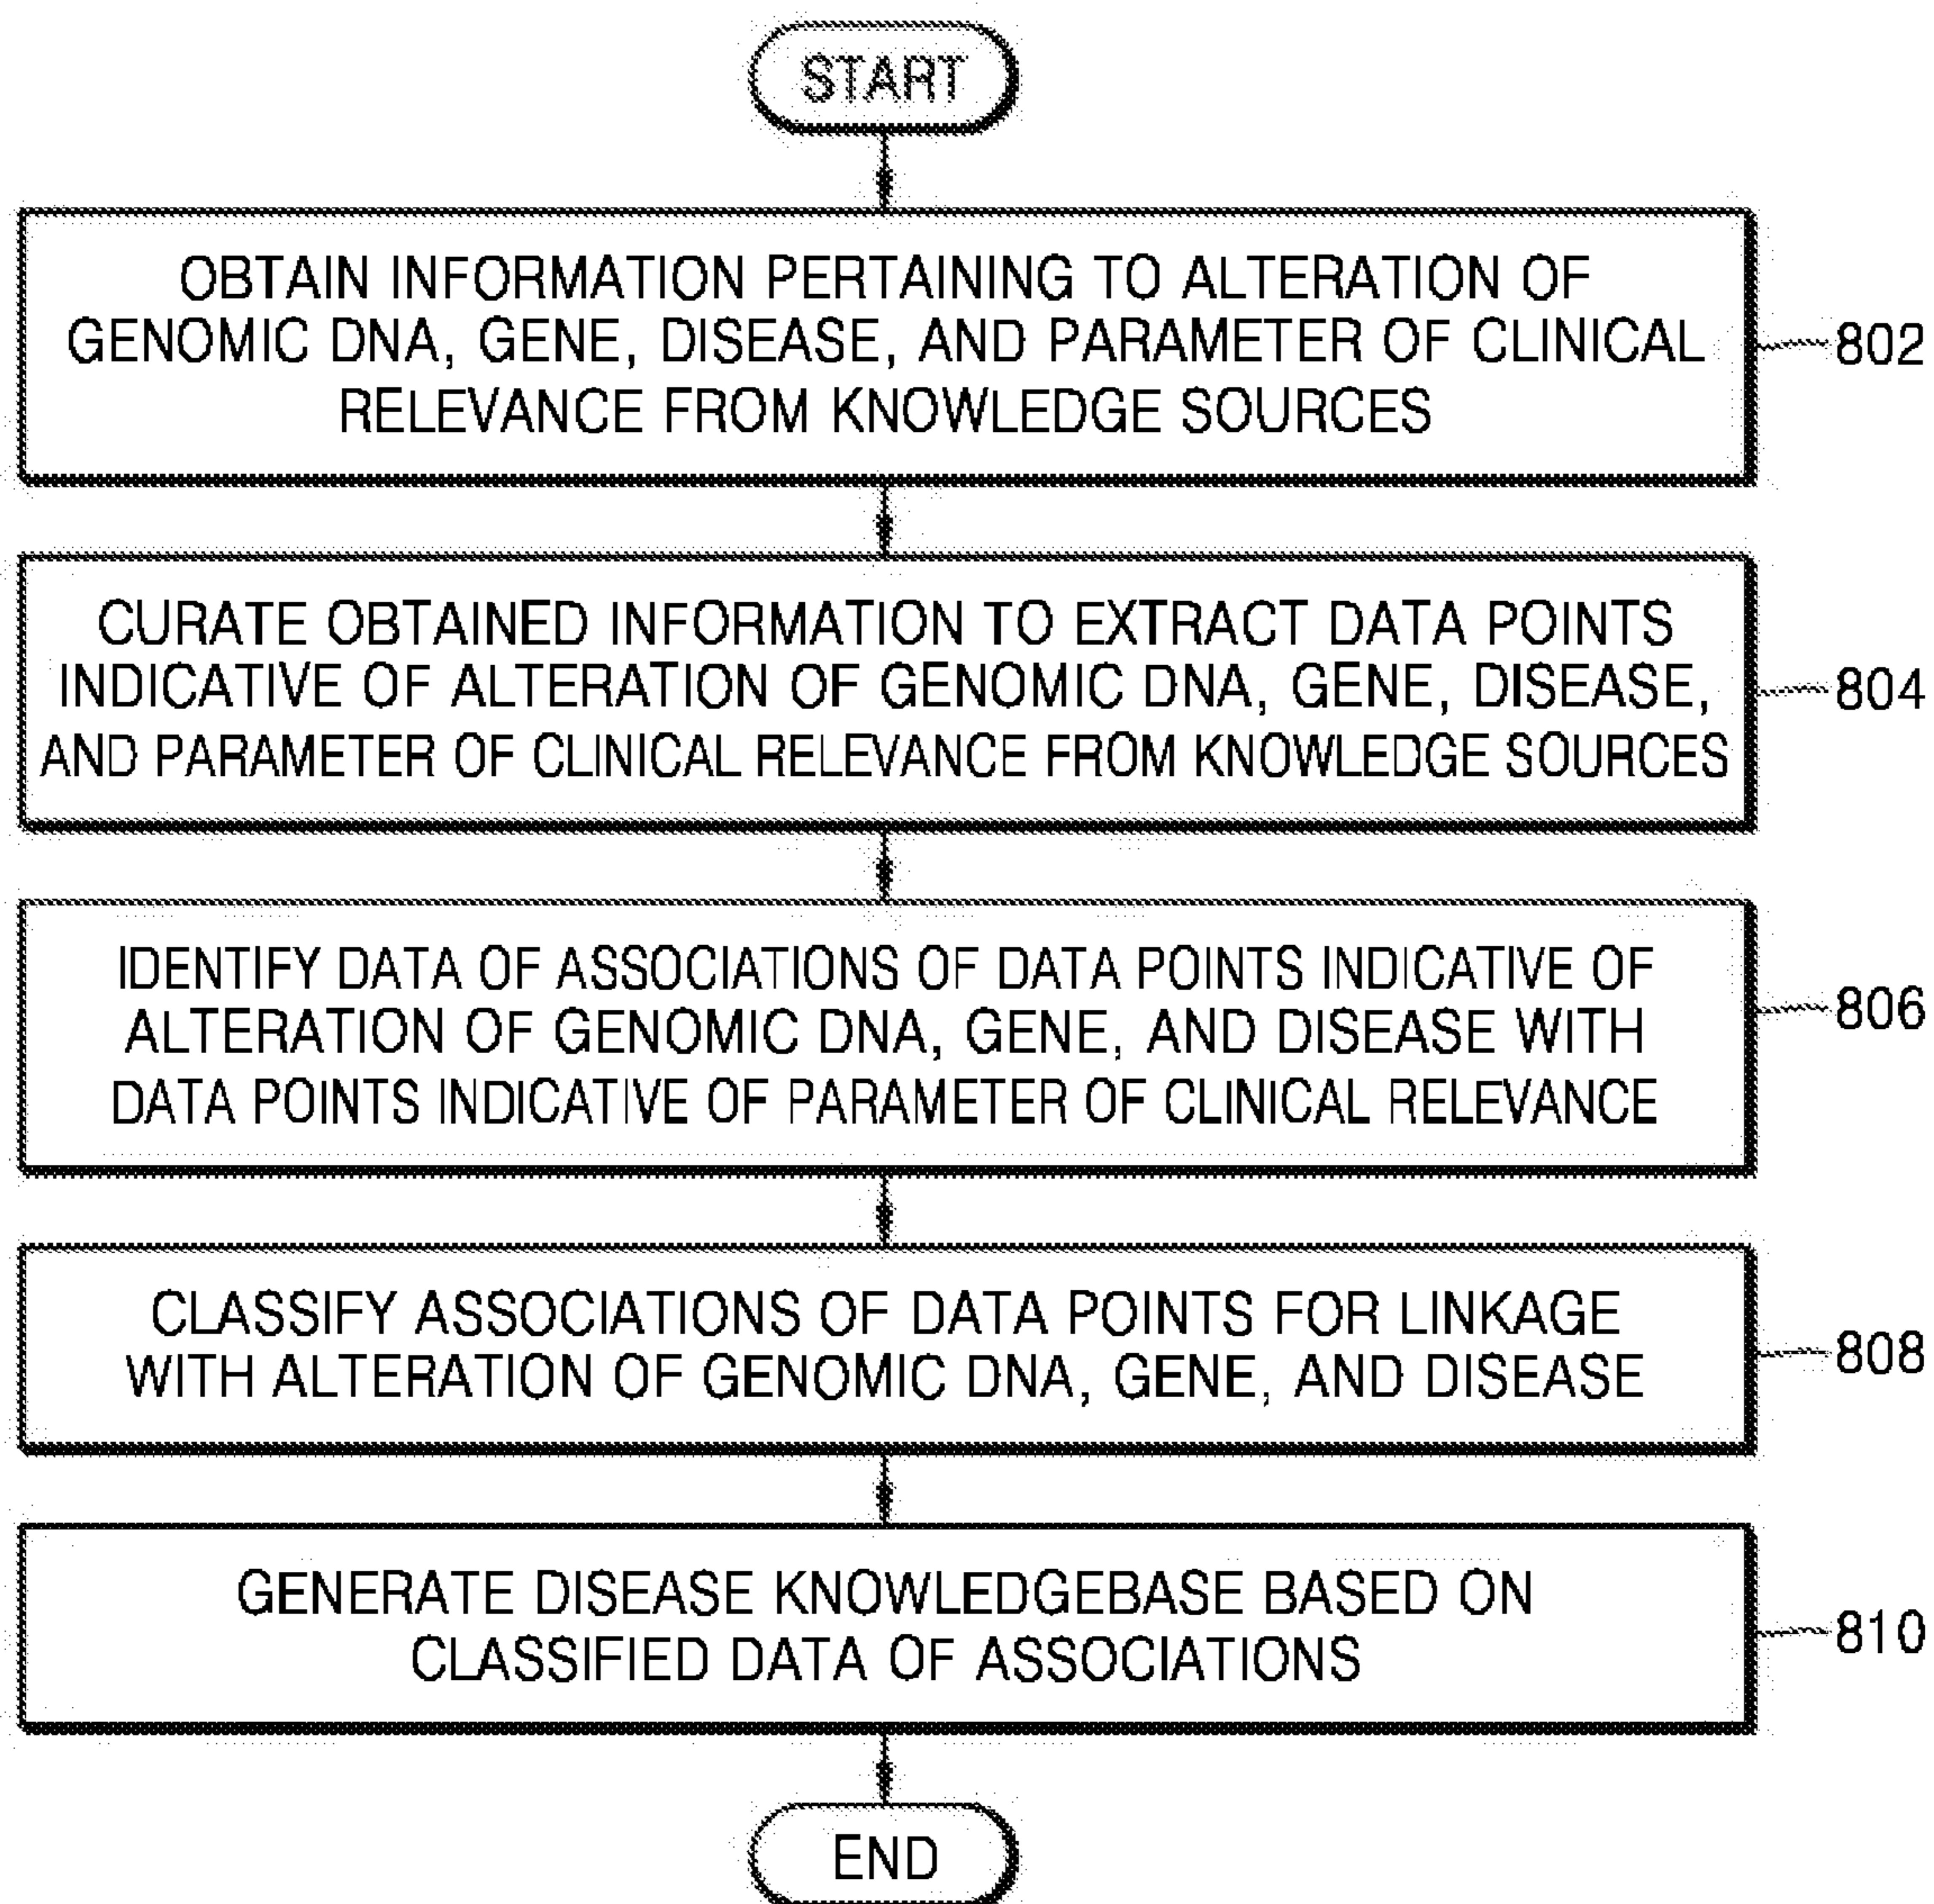 START
OBTAIN INFORMATION PERTAINING TO ALTERATION OF
GENOMIC DNA, GENE, DISEASE, AND PARAMETER OF CLINICAL
RELEVANCE FROM KNOWLEDGE SOURCES
802
CURATE OBTAINED INFORMATION TO EXTRACT DATA POINTS
INDICATIVE OF ALTERATION OF GENOMIC DNA, GENE, DISEASE,
AND PARAMETER OF CLINICAL RELEVANCE FROM KNOWLEDGE SOURCES
804
IDENTIFY DATA OF ASSOCIATIONS OF DATA POINTS INDICATIVE OF
ALTERATION OF GENOMIC DNA, GENE, AND DISEASE WITH
DATA POINTS INDICATIVE OF PARAMETER OF CLINICAL RELEVANCE
806
CLASSIFY ASSOCIATIONS OF DATA POINTS FOR LINKAGE
WITH ALTERATION OF GENOMIC DNA, GENE, AND DISEASE
808
GENERATE DISEASE KNOWLEDGEBASE BASED ON
CLASSIFIED DATA OF ASSOCIATIONS
810
END